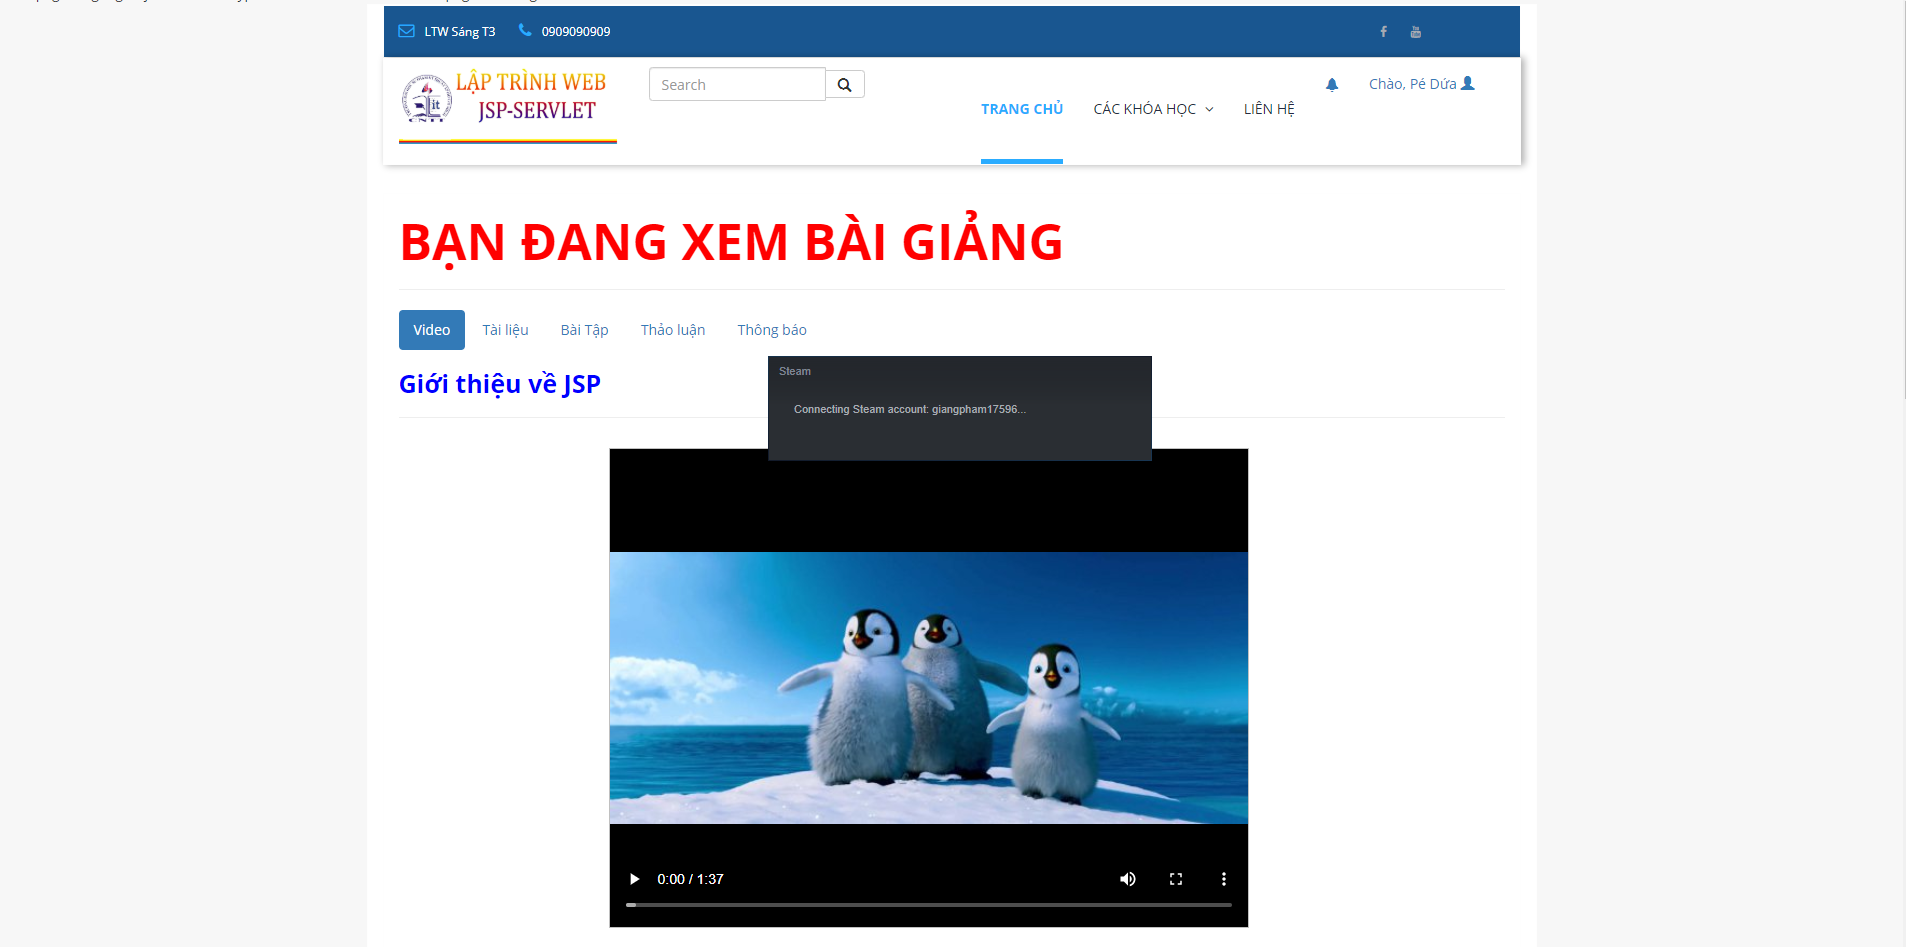 LTW Sáng T3 0909090909
LẬP TRÌNH WEB
JSP-SERVLET
it
CNTT
Search
Chào, Pé Dứa
TRANG CHỦ CÁC KHÓA HỌC LIÊN HỆ
BẠN ĐANG XEM BÀI GIẢNG
Video Tài liệu Bài Tập Thảo luận Thông báo
Giới thiệu về JSP
Steam
Connecting Steam account: giangpham17596...
0:00 / 1:37